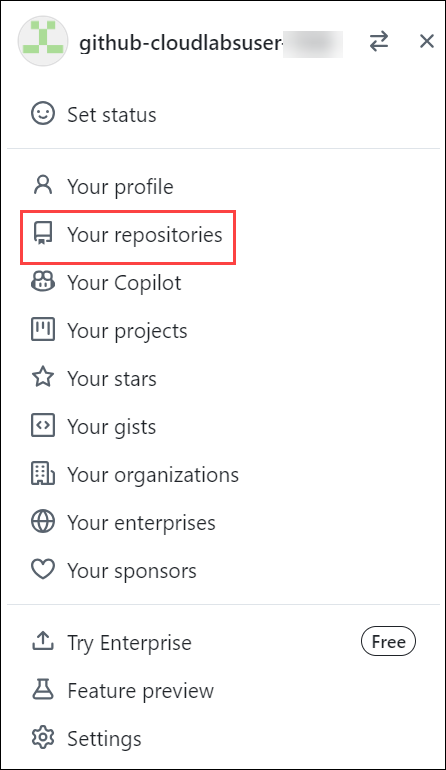 github-cloudlabsuser-
Set status
Your profile
Your repositories
Your Copilot
Your projects
Your stars
Your gists
Your organizations
Your enterprises
Your sponsors
Try Enterprise Free
Feature preview
Settings